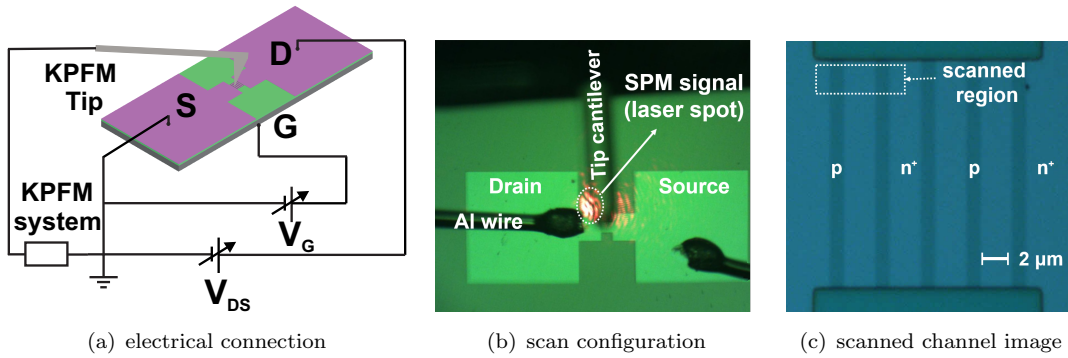 KPFM
Tip
D
S
G
KPFM
system
V_G
V_DS
(a) electrical connection
SPM signal
(laser spot)
Tip cantilever
Drain
Source
Al wire
(b) scan configuration
scanned
region
p
n⁺
p
n⁺
2 μm
(c) scanned channel image